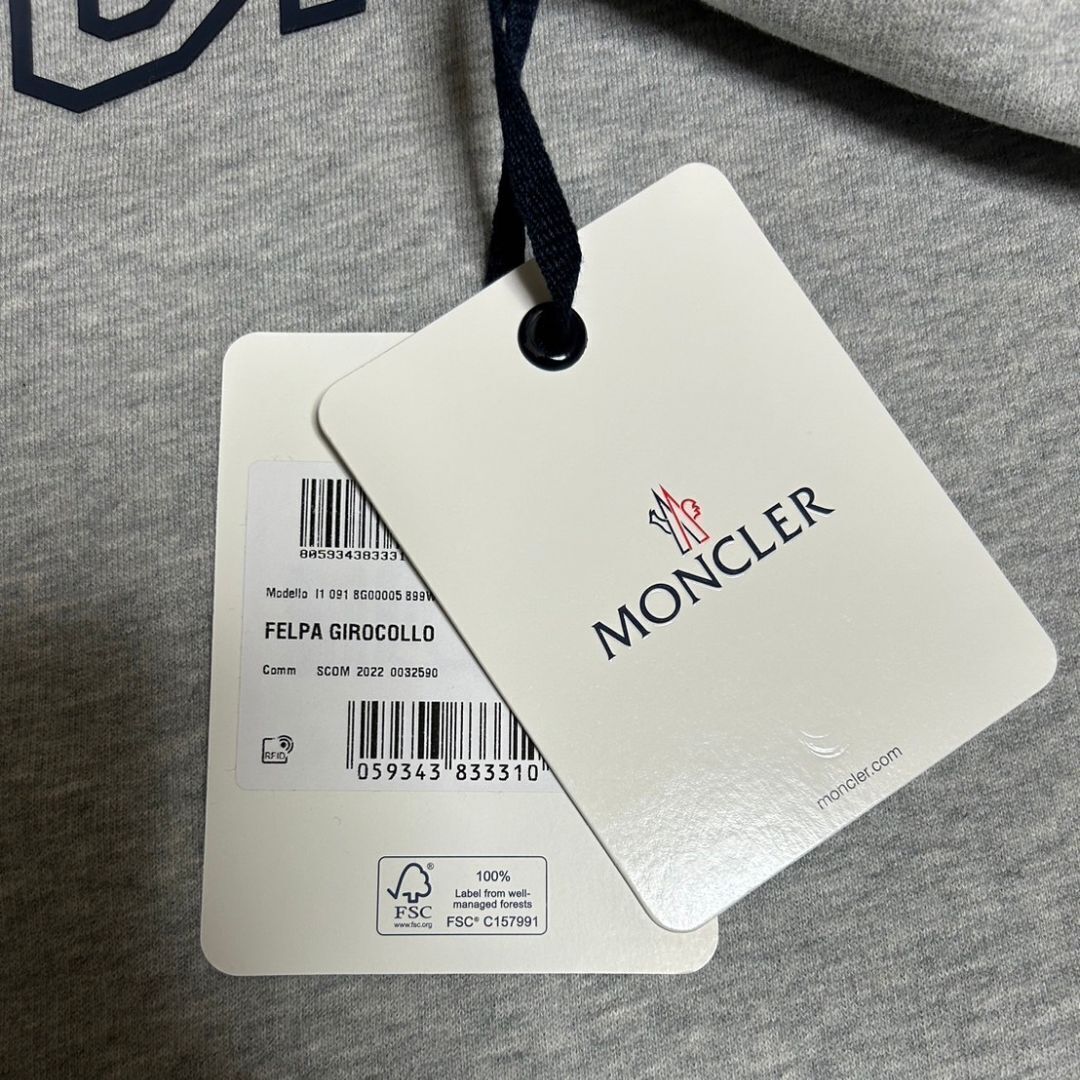 MONCLER
moncler.com
805934383331
Modello I1 091 8G00005 899W
FELPA GIROCOLLO
Comm SCOM 2022 0032590
RFID
059343 833310
FSC®
www.fsc.org
100%
Label from well-
managed forests
FSC® C157991